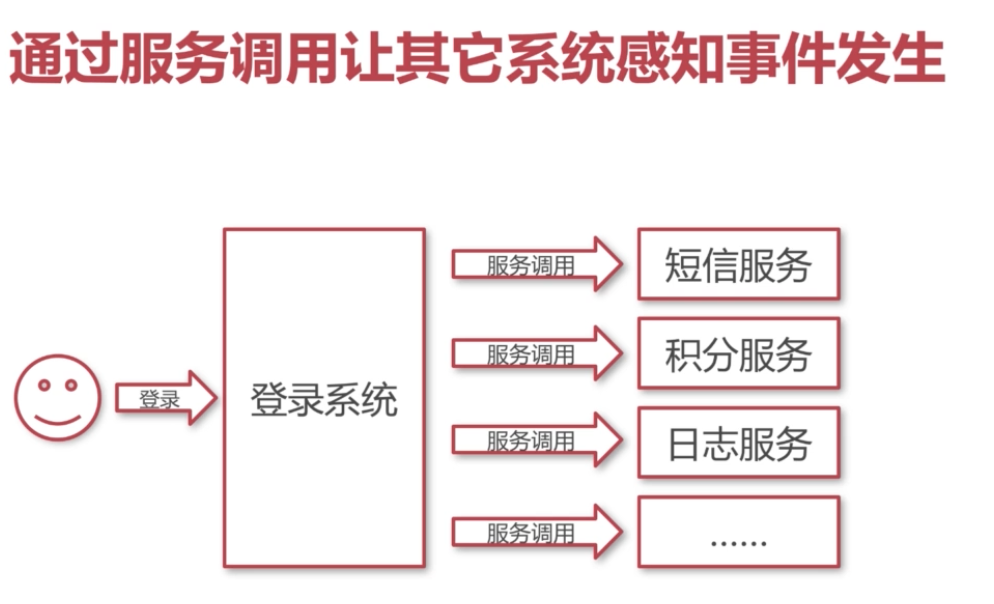 通过服务调用让其它系统感知事件发生
登录
登录系统
服务调用
短信服务
服务调用
积分服务
服务调用
日志服务
服务调用
......